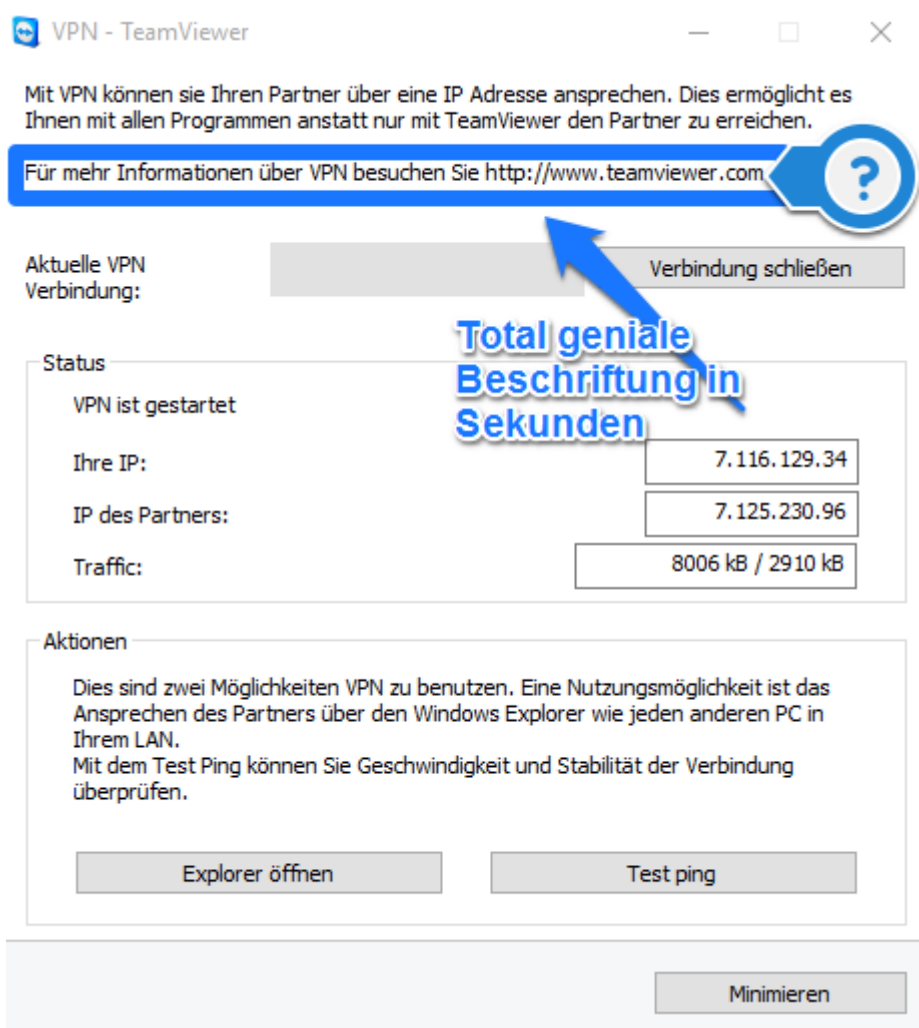 VPN - TeamViewer
Mit VPN können sie Ihren Partner über eine IP Adresse ansprechen. Dies ermöglicht es
Ihnen mit allen Programmen anstatt nur mit TeamViewer den Partner zu erreichen.
Für mehr Informationen über VPN besuchen Sie http://www.teamviewer.com
?
Aktuelle VPN
Verbindung:
Verbindung schließen
Total geniale
Beschriftung in
Sekunden
Status
VPN ist gestartet
Ihre IP:
7.116.129.34
IP des Partners:
7.125.230.96
Traffic:
8006 kB / 2910 kB
Aktionen
Dies sind zwei Möglichkeiten VPN zu benutzen. Eine Nutzungsmöglichkeit ist das
Ansprechen des Partners über den Windows Explorer wie jeden anderen PC in
Ihrem LAN.
Mit dem Test Ping können Sie Geschwindigkeit und Stabilität der Verbindung
überprüfen.
Explorer öffnen
Test ping
Minimieren